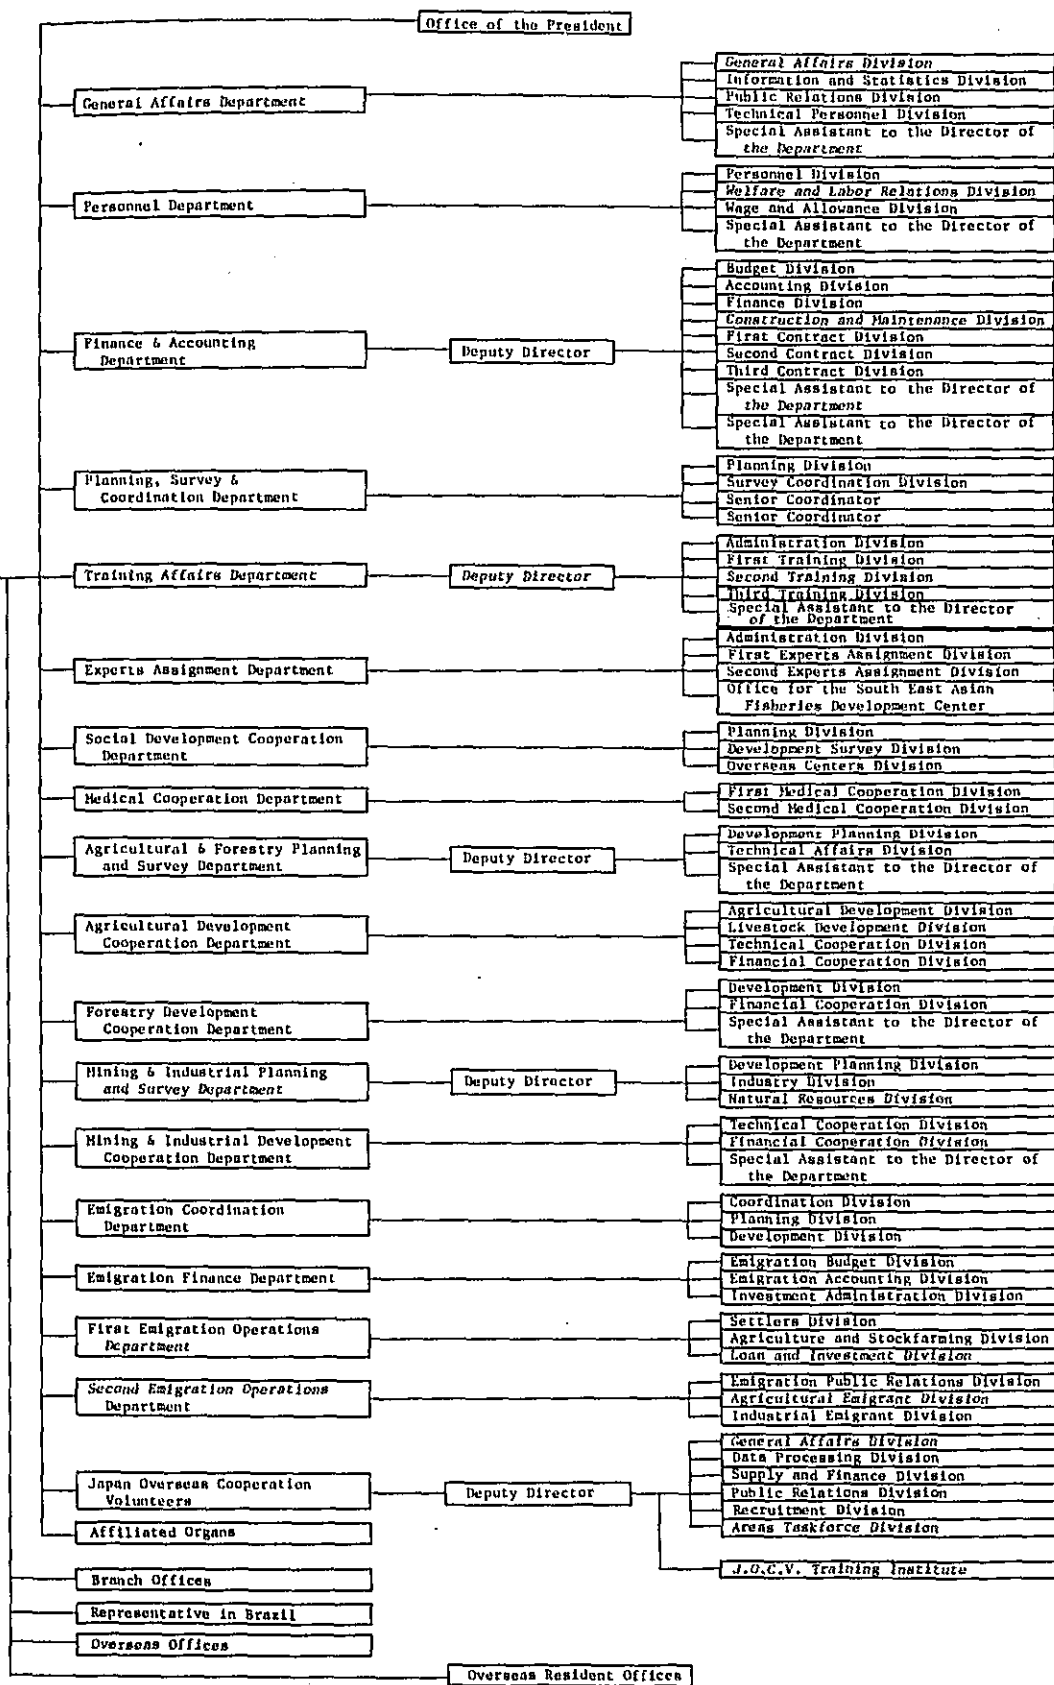 Office of the President
General Affairs Department
General Affairs Division
Information and Statistics Division
Public Relations Division
Technical Personnel Division
Special Assistant to the Director of
the Department
Personnel Department
Personnel Division
Welfare and Labor Relations Division
Wage and Allowance Division
Special Assistant to the Director of
the Department
Finance & Accounting
Department
Deputy Director
Budget Division
Accounting Division
Finance Division
Construction and Maintenance Division
First Contract Division
Second Contract Division
Third Contract Division
Special Assistant to the Director of
the Department
Special Assistant to the Director of
the Department
Planning, Survey &
Coordination Department
Planning Division
Survey Coordination Division
Senior Coordinator
Senior Coordinator
Training Affairs Department
Deputy Director
Administration Division
First Training Division
Second Training Division
Third Training Division
Special Assistant to the Director
of the Department
Experts Assignment Department
Administration Division
First Experts Assignment Division
Second Experts Assignment Division
Office for the South East Asian
Fisheries Development Center
Social Development Cooperation
Department
Planning Division
Development Survey Division
Overseas Centers Division
Medical Cooperation Department
First Medical Cooperation Division
Second Medical Cooperation Division
Agricultural & Forestry Planning
and Survey Department
Deputy Director
Development Planning Division
Technical Affairs Division
Special Assistant to the Director of
the Department
Agricultural Development
Cooperation Department
Agricultural Development Division
Livestock Development Division
Technical Cooperation Division
Financial Cooperation Division
Forestry Development
Cooperation Department
Development Division
Financial Cooperation Division
Special Assistant to the Director of
the Department
Mining & Industrial Planning
and Survey Department
Deputy Director
Development Planning Division
Industry Division
Natural Resources Division
Mining & Industrial Development
Cooperation Department
Technical Cooperation Division
Financial Cooperation Division
Special Assistant to the Director of
the Department
Emigration Coordination
Department
Coordination Division
Planning Division
Development Division
Emigration Finance Department
Emigration Budget Division
Emigration Accounting Division
Investment Administration Division
First Emigration Operations
Department
Settlers Division
Agriculture and Stockfarming Division
Loan and Investment Division
Second Emigration Operations
Department
Emigration Public Relations Division
Agricultural Emigrant Division
Industrial Emigrant Division
Japan Overseas Cooperation
Volunteers
Deputy Director
General Affairs Division
Data Processing Division
Supply and Finance Division
Public Relations Division
Recruitment Division
Areas Taskforce Division
Affiliated Organs
J.O.C.V. Training Institute
Branch Offices
Representative in Brazil
Overseas Offices
Overseas Resident Offices